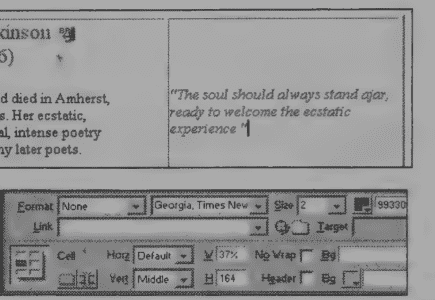 kinson
6)
d died in Amherst,
s. Her ecstatic,
al, intense poetry
ny later poets.
"The soul should always stand ajar,
ready to welcome the ecstatic
experience "
Format None Georgia, Times New Size 2 99330
Link Target
Cell Horz Default W 37% No Wrap Bg
Vert Middle H 164 Header Bg